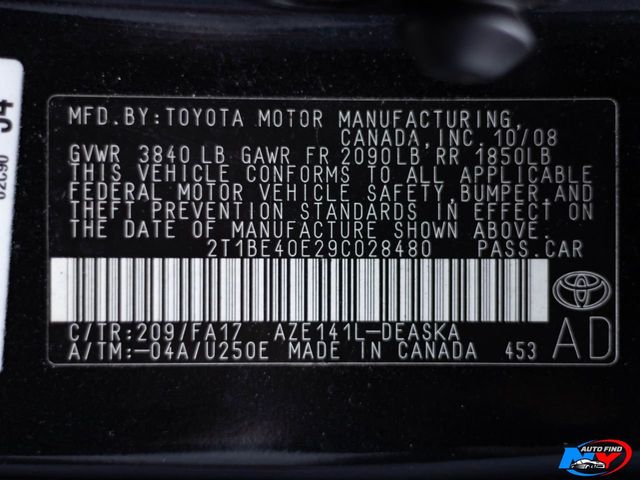 MFD.BY:TOYOTA MOTOR MANUFACTURING,
CANADA,INC. 10/08
GVWR 3840 LB GAWR FR 2090LB RR 1850LB
THIS VEHICLE CONFORMS TO ALL APPLICABLE
FEDERAL MOTOR VEHICLE SAFETY,BUMPER AND
THEFT PREVENTION STANDARDS IN EFFECT ON
THE DATE OF MANUFACTURE SHOWN ABOVE.
2T1BE40E29C028480 PASS.CAR
C/TR:209/FA17 AZE141L-DEASKA
A/TM:-04A/U250E MADE IN CANADA 453
AD
AUTO FIND
NY